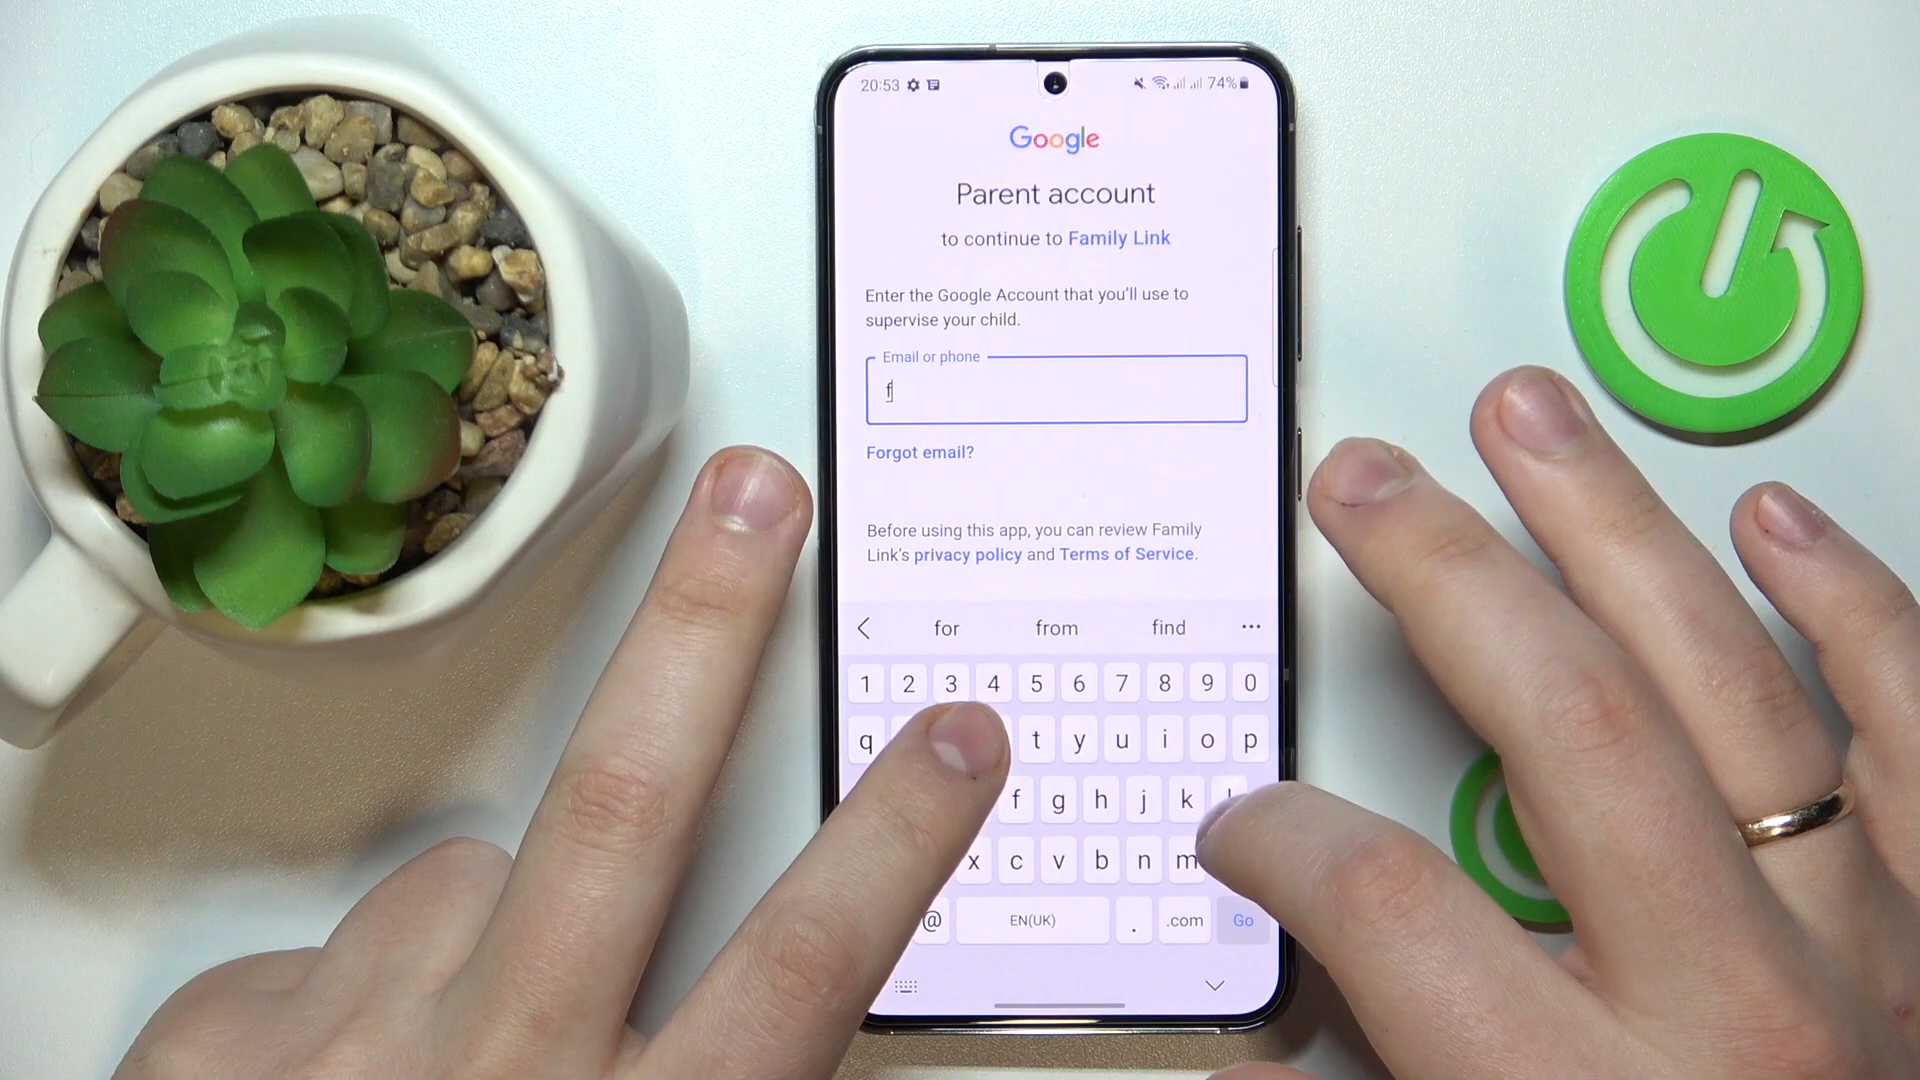 20:53 74%
Google
Parent account
to continue to Family Link
Enter the Google Account that you'll use to
supervise your child.
Email or phone
f
Forgot email?
Before using this app, you can review Family
Link's privacy policy and Terms of Service.
for from find ...
1 2 3 4 5 6 7 8 9 0
q t y u i o p
f g h j k
x c v b n m
@ EN(UK) . .com Go